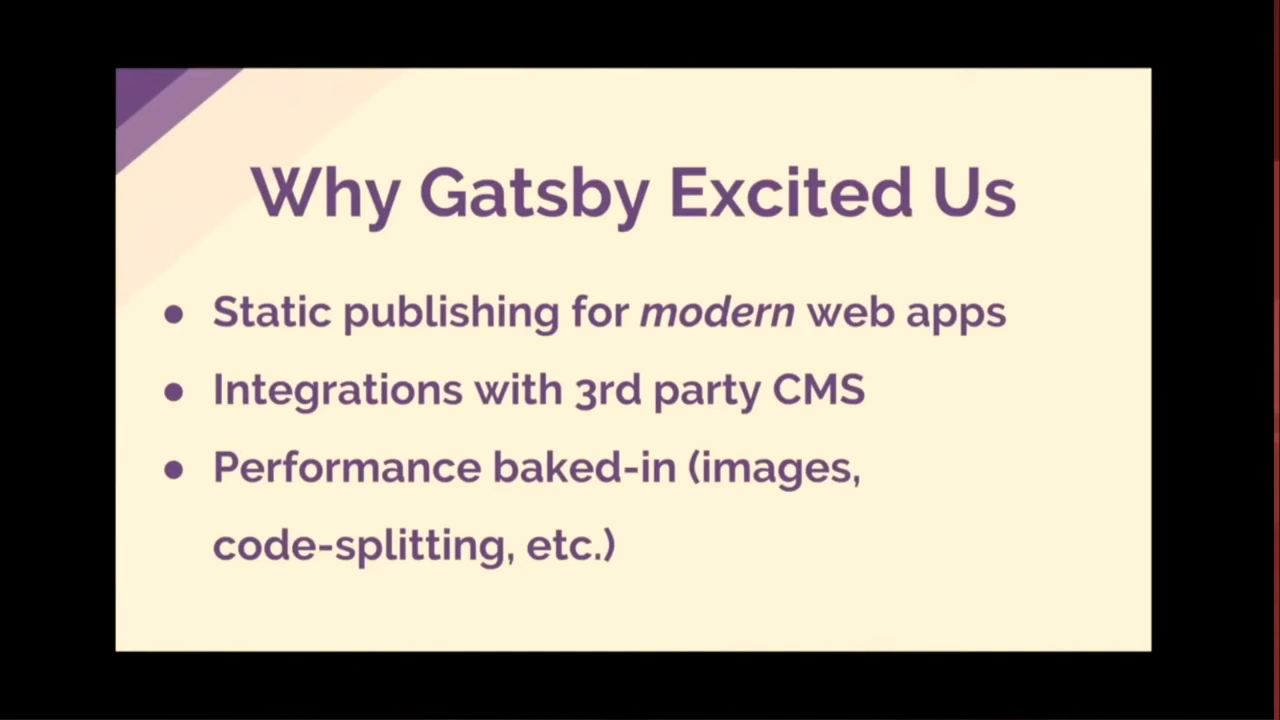 Why Gatsby Excited Us
● Static publishing for modern web apps
● Integrations with 3rd party CMS
● Performance baked-in (images,
code-splitting, etc.)